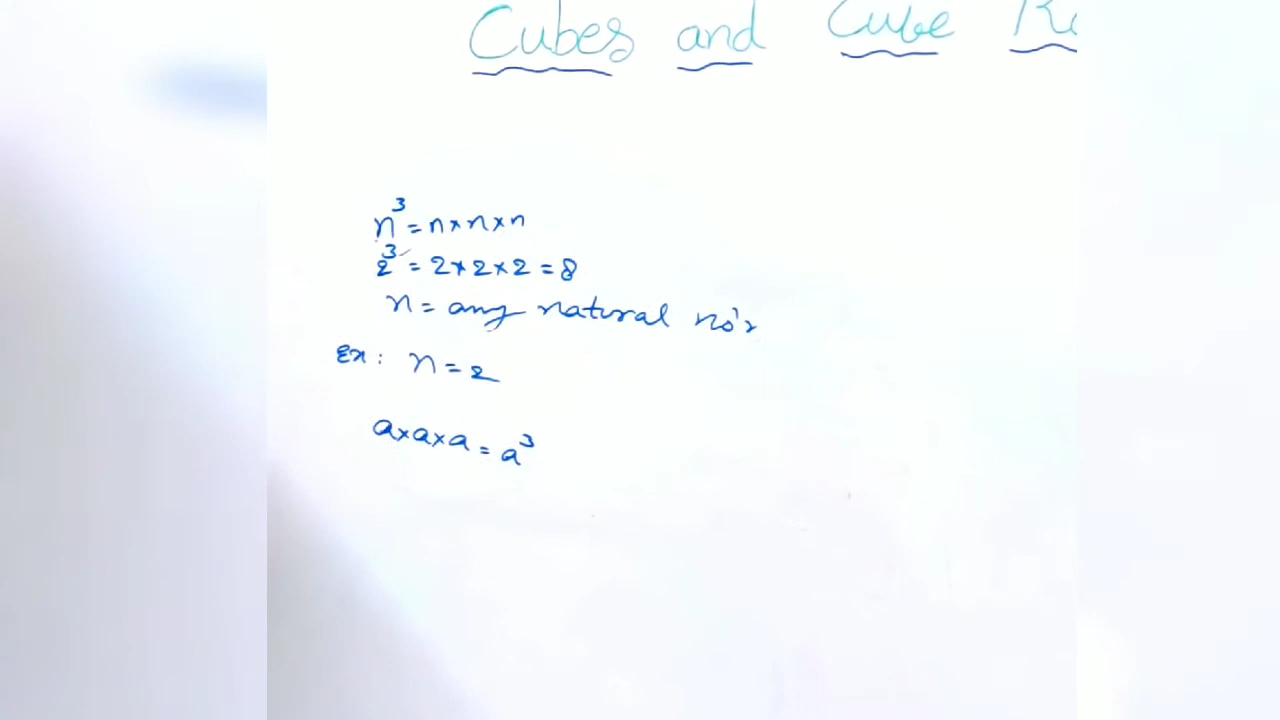 Cubes and Cube
n³ = n×n×n
2³ = 2×2×2 = 8
n = any natural no's
Ex: n = 2
a×a×a = a³